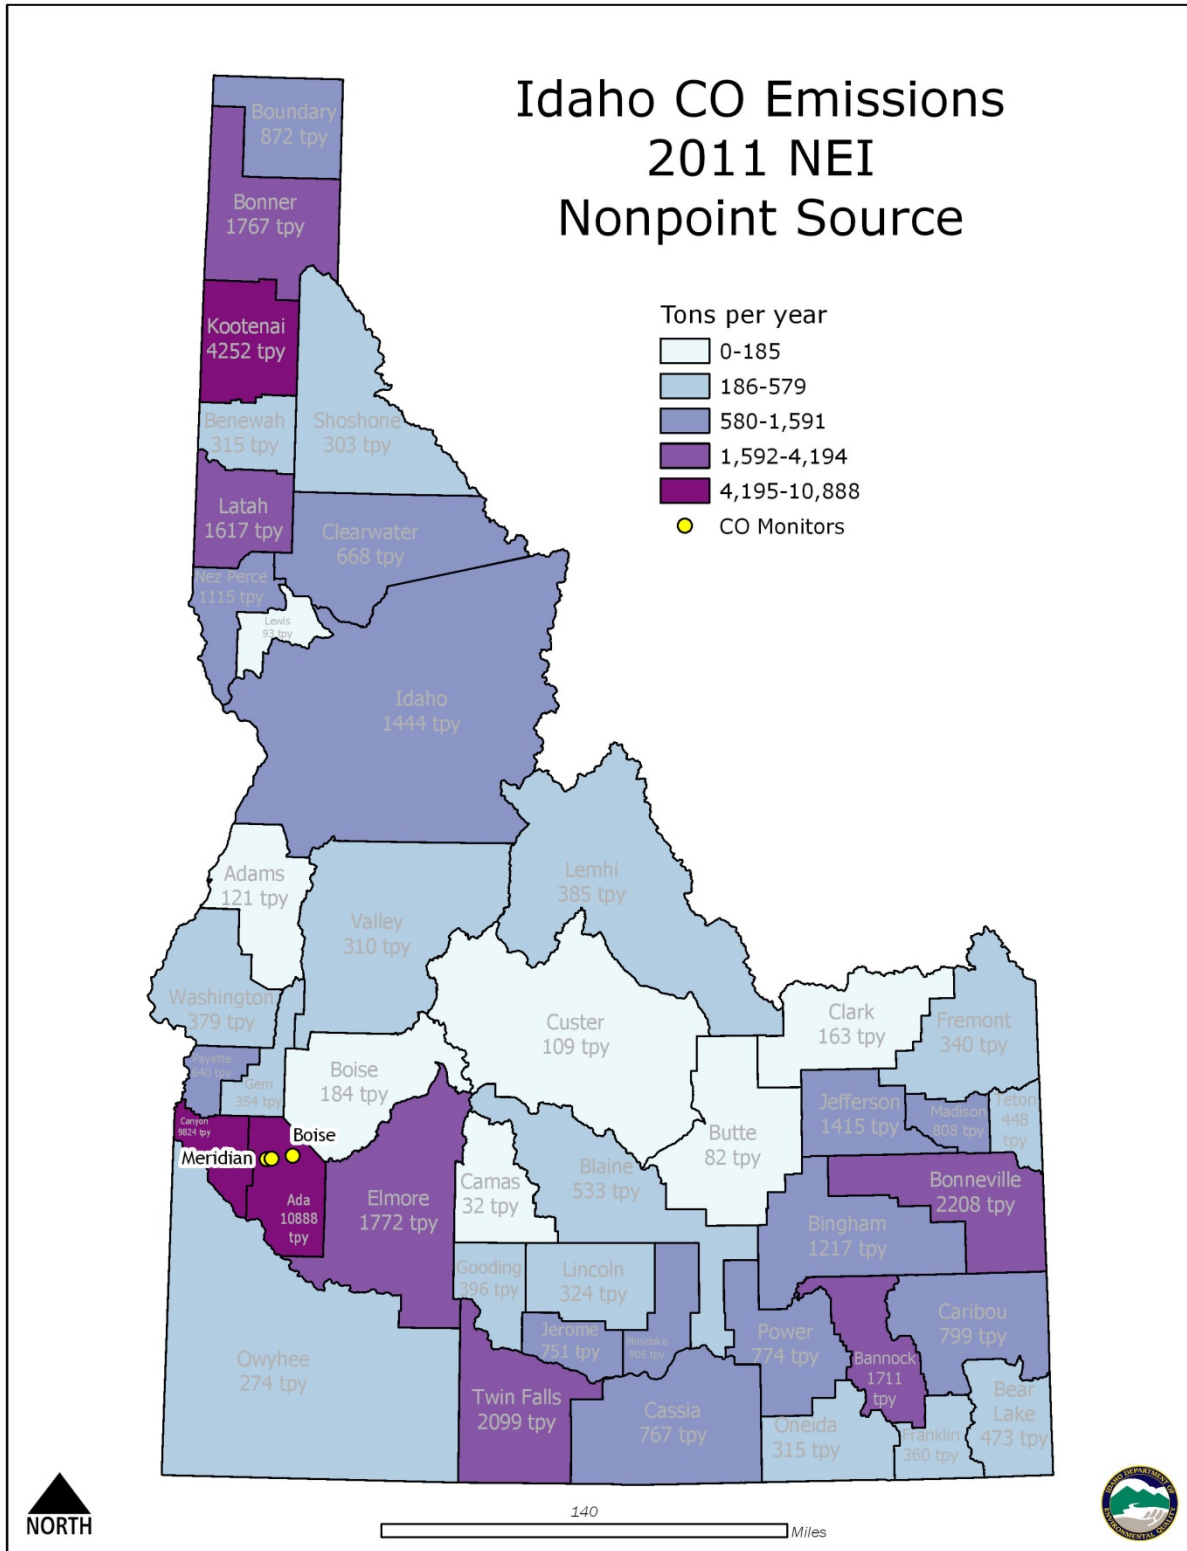 Idaho CO Emissions
2011 NEI
Nonpoint Source
Tons per year
0-185
186-579
580-1,591
1,592-4,194
4,195-10,888
CO Monitors
Boundary
872 tpy
Bonner
1767 tpy
Kootenai
4252 tpy
Benewah
315 tpy
Shoshone
303 tpy
Latah
1617 tpy
Clearwater
668 tpy
Nez Perce
1115 tpy
Lewis
93 tpy
Idaho
1444 tpy
Adams
121 tpy
Valley
310 tpy
Lemhi
385 tpy
Washington
379 tpy
Custer
109 tpy
Clark
163 tpy
Fremont
340 tpy
Payette
640 tpy
Gem
354 tpy
Boise
184 tpy
Butte
82 tpy
Jefferson
1415 tpy
Madison
808 tpy
Teton
448
tpy
Canyon
9824 tpy
Meridian
Boise
Ada
10888
tpy
Elmore
1772 tpy
Camas
32 tpy
Blaine
533 tpy
Bonneville
2208 tpy
Bingham
1217 tpy
Gooding
396 tpy
Lincoln
324 tpy
Jerome
751 tpy
Minidoka
906 tpy
Power
774 tpy
Bannock
1711
tpy
Caribou
799 tpy
Owyhee
274 tpy
Twin Falls
2099 tpy
Cassia
767 tpy
Oneida
315 tpy
Franklin
360 tpy
Bear
Lake
473 tpy
NORTH
140
Miles
IDAHO DEPARTMENT OF
ENVIRONMENTAL QUALITY